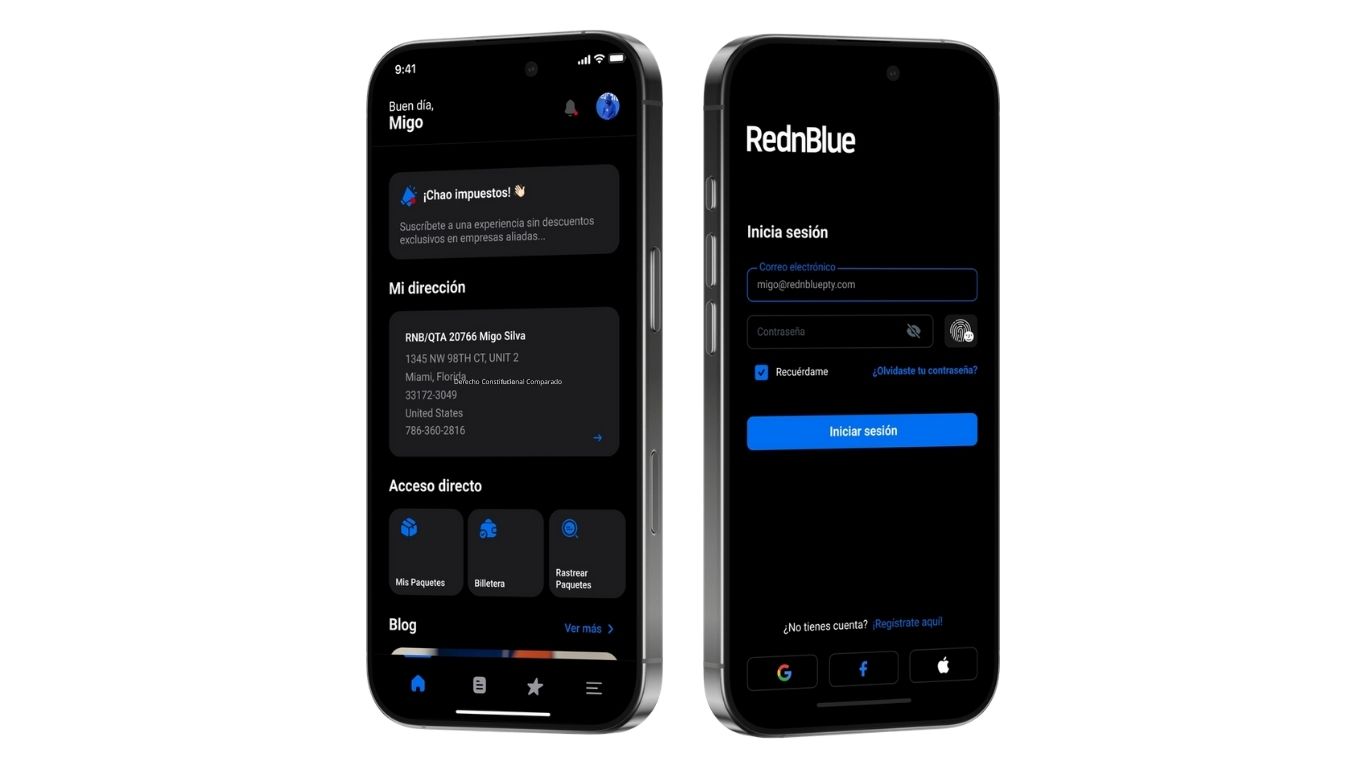 9:41
Buen día,
Migo
¡Chao impuestos! 👋🏻
Suscríbete a una experiencia sin descuentos
exclusivos en empresas aliadas...
Mi dirección
RNB/QTA 20766 Migo Silva
1345 NW 98TH CT, UNIT 2
Miami, Florida
Derecho Constitucional Comparado
33172-3049
United States
786-360-2816
Acceso directo
Mis Paquetes
Billetera
Rastrear
Paquetes
Blog
Ver más
RednBlue
Inicia sesión
Correo electrónico
migo@rednbluepty.com
Contraseña
Recuérdame
¿Olvidaste tu contraseña?
Iniciar sesión
¿No tienes cuenta? ¡Regístrate aquí!